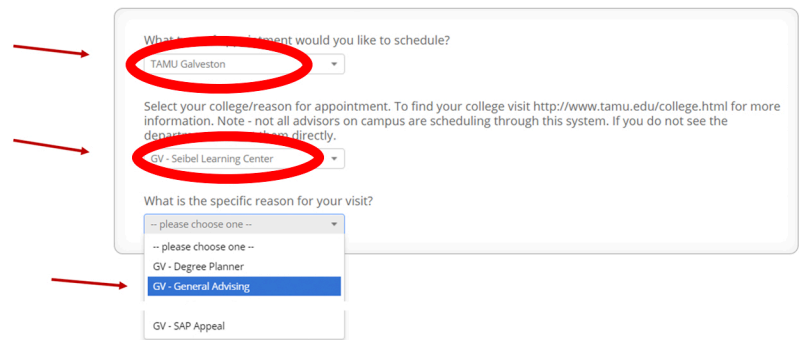 What appointment would you like to schedule?
TAMU Galveston
Select your college/reason for appointment. To find your college visit http://www.tamu.edu/college.html for more
information. Note - not all advisors on campus are scheduling through this system. If you do not see the
them directly.
GV - Seibel Learning Center
What is the specific reason for your visit?
-- please choose one --
-- please choose one --
GV - Degree Planner
GV - General Advising
GV - SAP Appeal